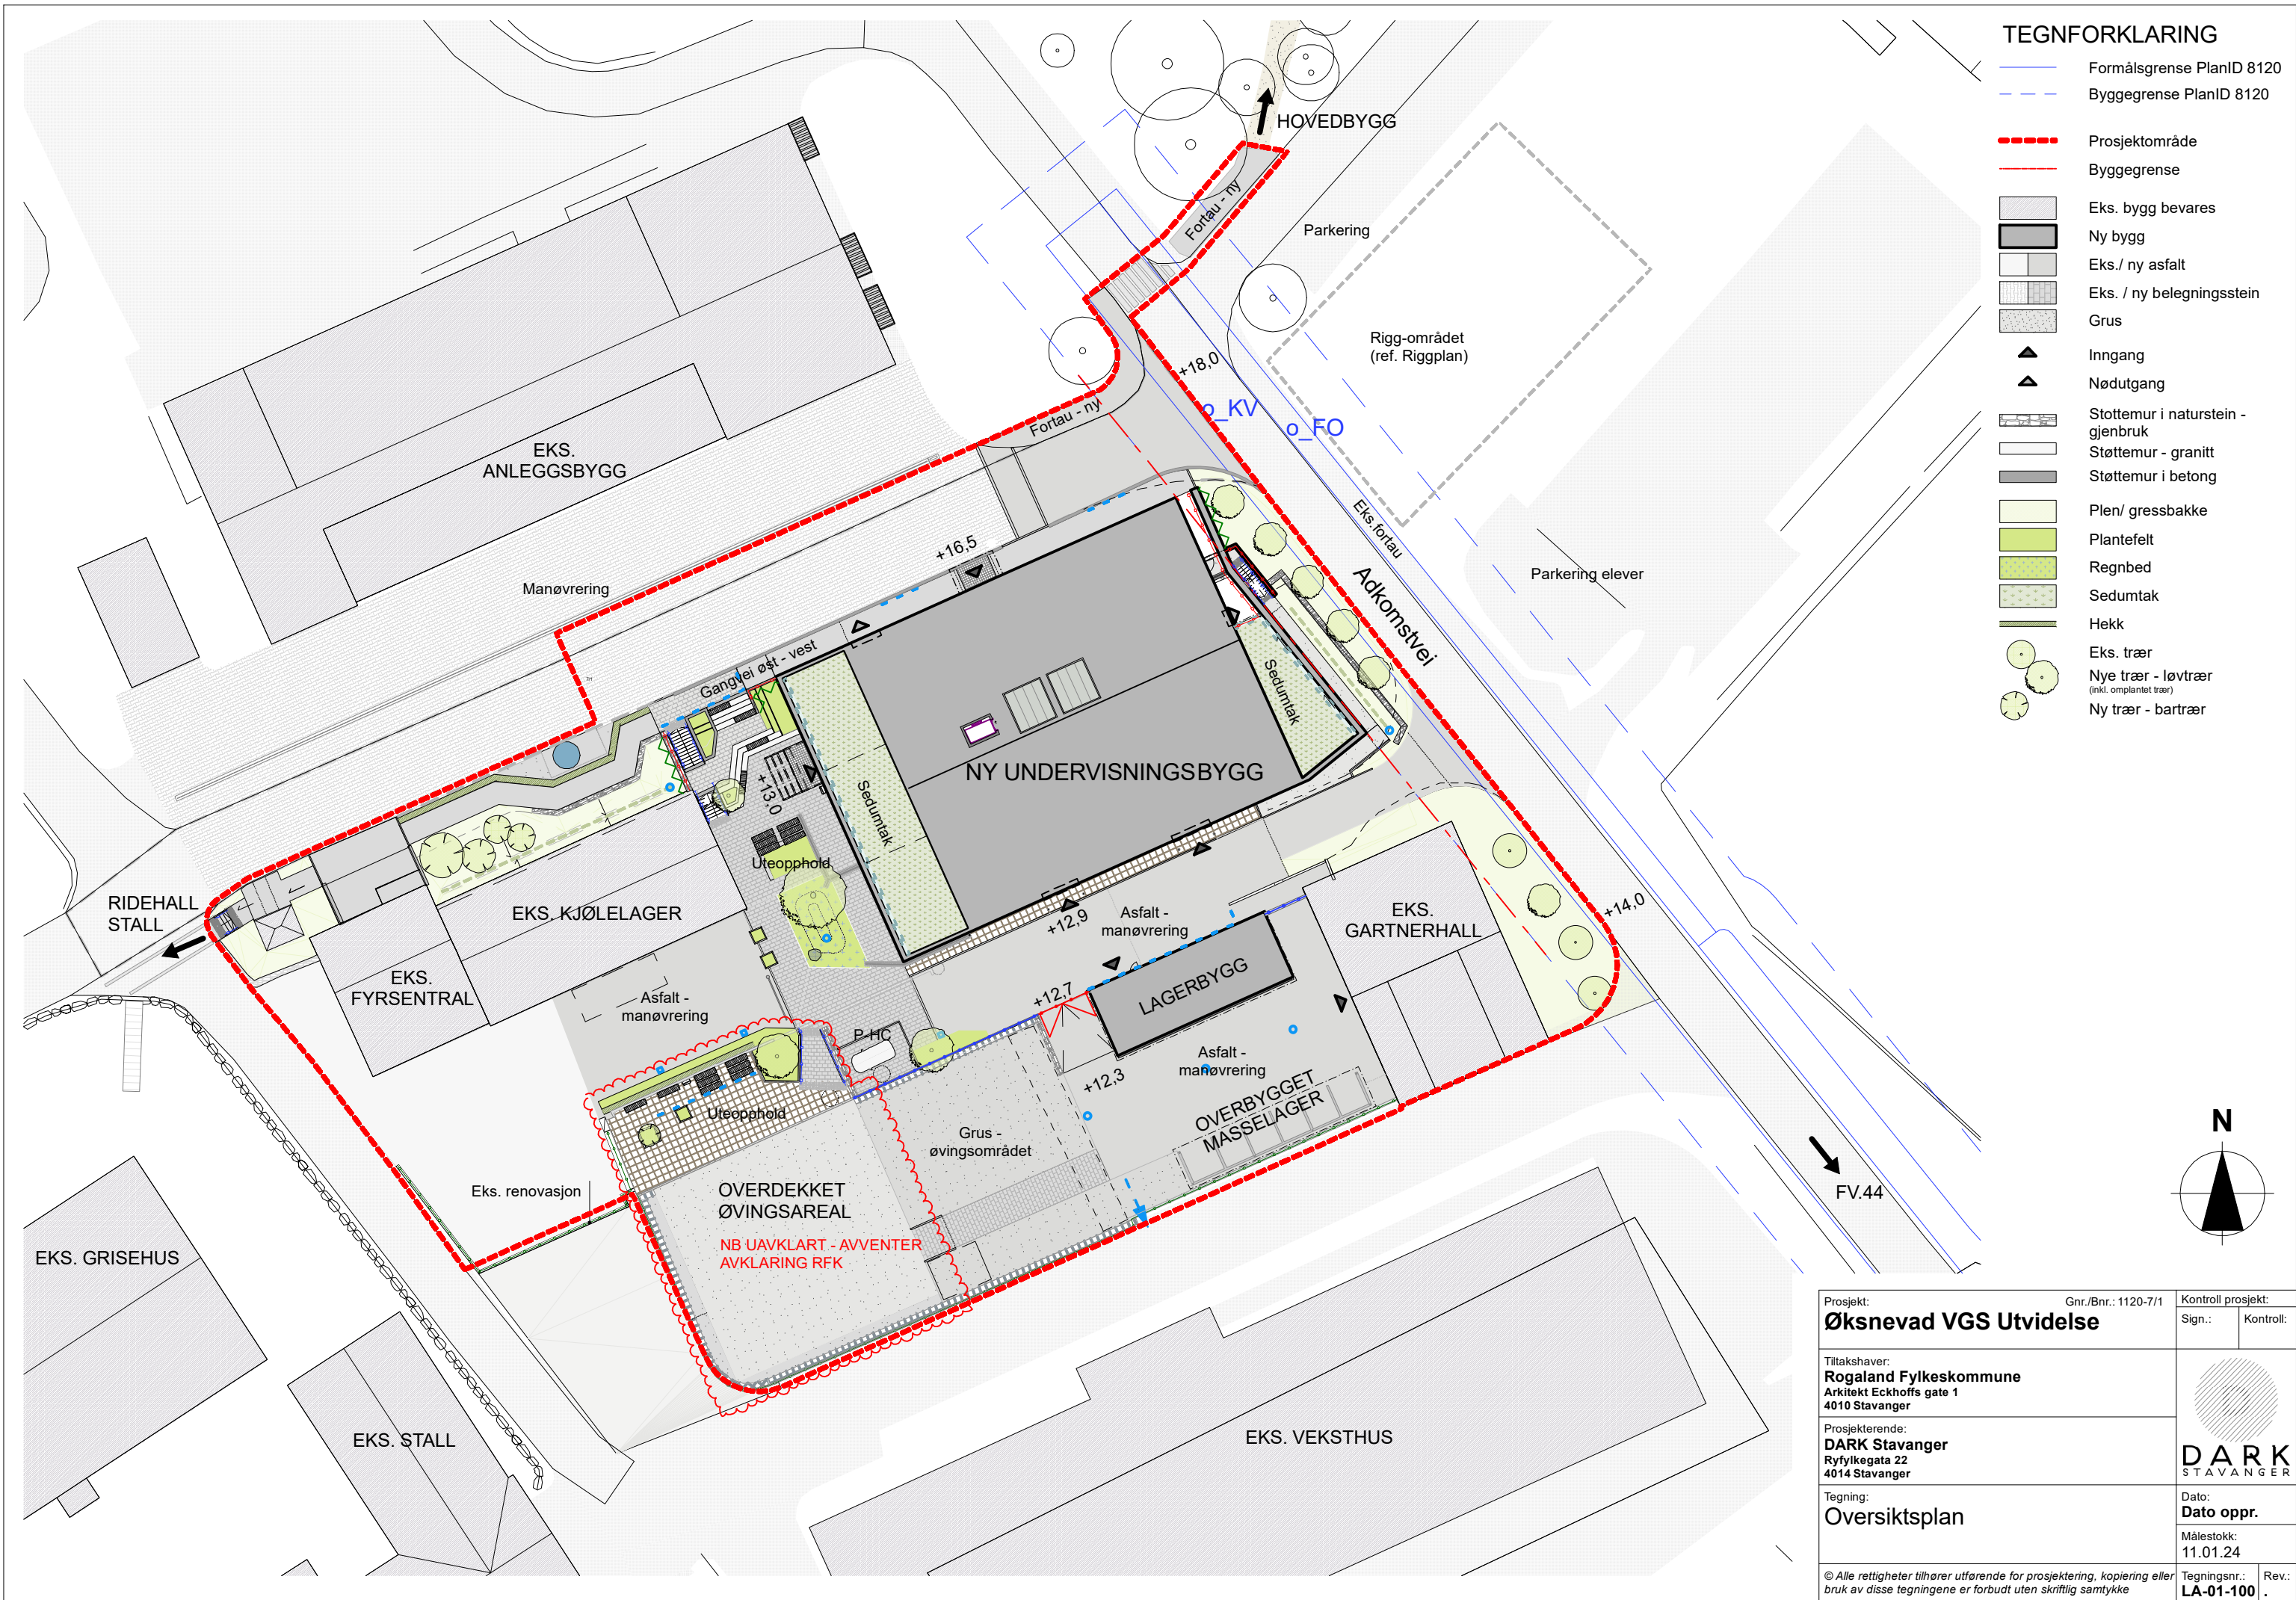 TEGNFORKLARING
Formålsgrense PlanID 8120
Byggegrense PlanID 8120
Prosjektområde
Byggegrense
Eks. bygg bevares
Ny bygg
Eks./ ny asfalt
Eks. / ny belegningsstein
Grus
Inngang
Nødutgang
Stottemur i naturstein -
gjenbruk
Støttemur - granitt
Støttemur i betong
Plen/ gressbakke
Plantefelt
Regnbed
Sedumtak
Hekk
Eks. trær
Nye trær - løvtrær
(inkl. omplantet trær)
Ny trær - bartrær
HOVEDBYGG
Fortau - ny
Parkering
Rigg-området
(ref. Riggplan)
+18,0
o_KV
o_FO
Fortau - ny
EKS.
ANLEGGSBYGG
Eks.fortau
Adkomstvei
Parkering elever
+16,5
Manøvrering
Gangvei øst - vest
Sedumtak
NY UNDERVISNINGSBYGG
+13,0
Sedumtak
Uteopphold
RIDEHALL
STALL
EKS. KJØLELAGER
EKS.
FYRSENTRAL
+12,9
Asfalt -
manøvrering
EKS.
GARTNERHALL
+14,0
Asfalt -
manøvrering
+12,7
LAGERBYGG
P-HC
Asfalt -
manøvrering
+12,3
OVERBYGGET
MASSELAGER
Uteopphold
Grus -
øvingsområdet
Eks. renovasjon
OVERDEKKET
ØVINGSAREAL
NB UAVKLART - AVVENTER
AVKLARING RFK
EKS. GRISEHUS
EKS. STALL
EKS. VEKSTHUS
FV.44
N
Prosjekt:
Gnr./Bnr.: 1120-7/1
Øksnevad VGS Utvidelse
Kontroll prosjekt:
Sign.:
Kontroll:
Tiltakshaver:
Rogaland Fylkeskommune
Arkitekt Eckhoffs gate 1
4010 Stavanger
Prosjekterende:
DARK Stavanger
Ryfylkegata 22
4014 Stavanger
DARK
STAVANGER
Tegning:
Oversiktsplan
Dato:
Dato oppr.
Målestokk:
11.01.24
© Alle rettigheter tilhører utførende for prosjektering, kopiering eller
bruk av disse tegningene er forbudt uten skriftlig samtykke
Tegningsnr.:
LA-01-100
Rev.:
.